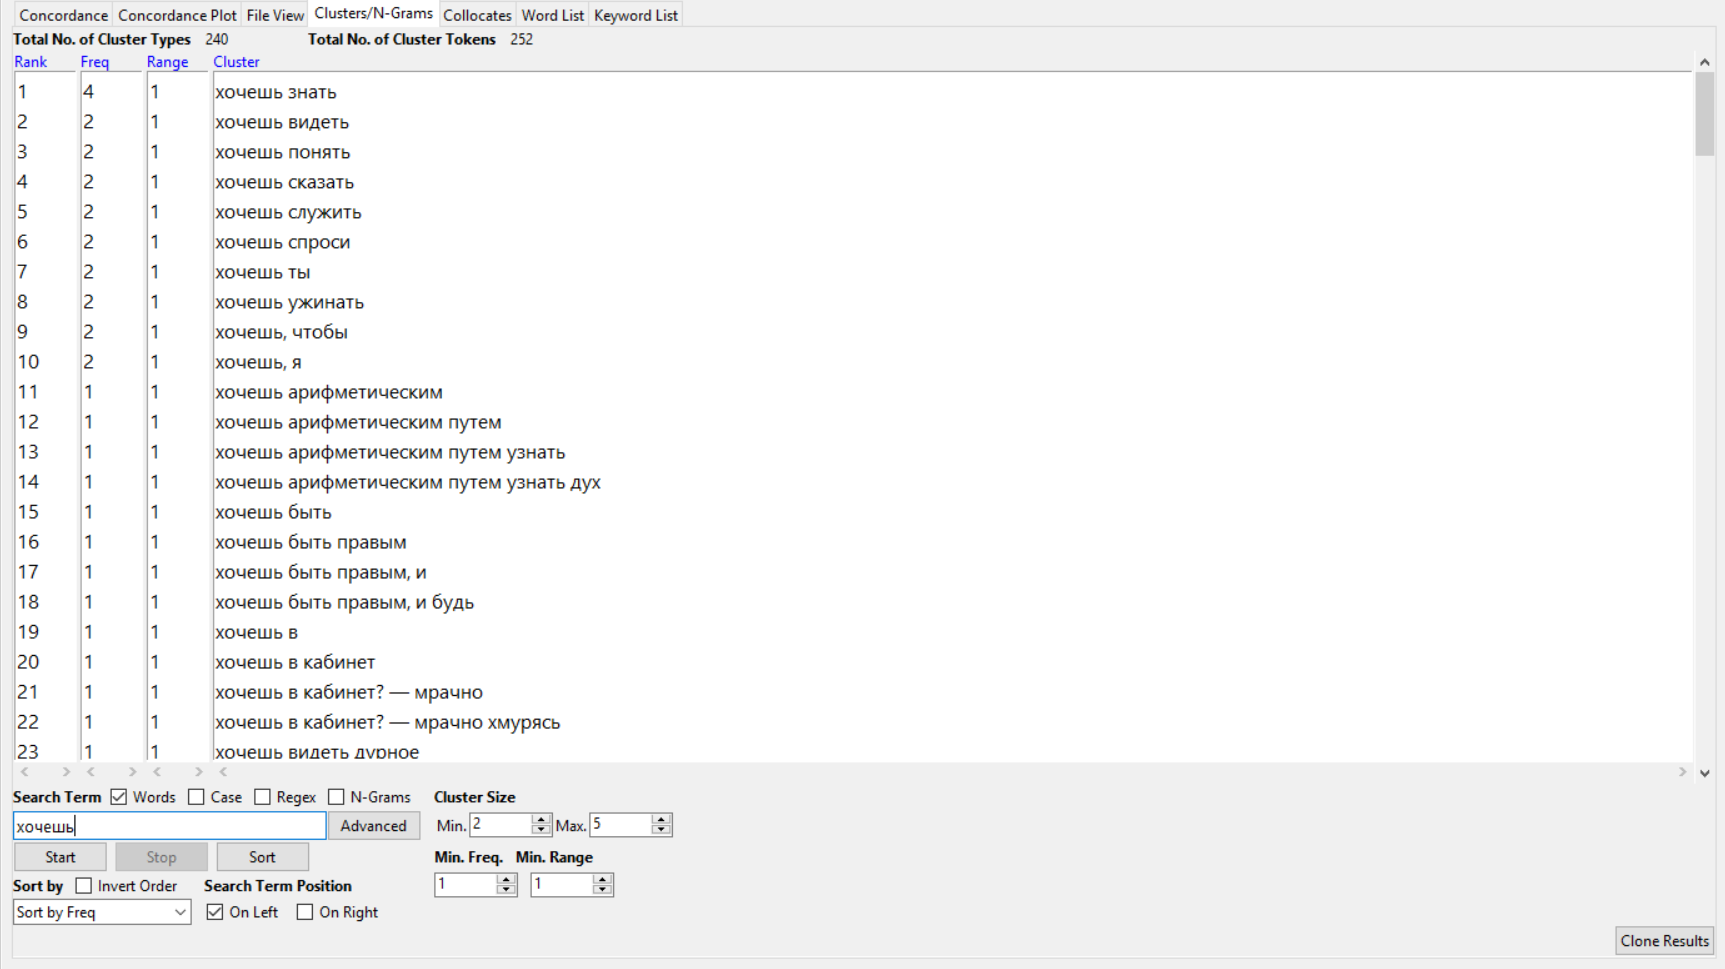 Concordance Concordance Plot File View Clusters/N-Grams Collocates Word List Keyword List
Total No. of Cluster Types 240 Total No. of Cluster Tokens 252
Rank Freq Range Cluster
1 4 1 хочешь знать
2 2 1 хочешь видеть
3 2 1 хочешь понять
4 2 1 хочешь сказать
5 2 1 хочешь служить
6 2 1 хочешь спроси
7 2 1 хочешь ты
8 2 1 хочешь ужинать
9 2 1 хочешь, чтобы
10 2 1 хочешь, я
11 1 1 хочешь арифметическим
12 1 1 хочешь арифметическим путем
13 1 1 хочешь арифметическим путем узнать
14 1 1 хочешь арифметическим путем узнать дух
15 1 1 хочешь быть
16 1 1 хочешь быть правым
17 1 1 хочешь быть правым, и
18 1 1 хочешь быть правым, и будь
19 1 1 хочешь в
20 1 1 хочешь в кабинет
21 1 1 хочешь в кабинет? — мрачно
22 1 1 хочешь в кабинет? — мрачно хмурясь
23 1 1 хочешь видеть дурное
Search Term Words Case Regex N-Grams Cluster Size
хочешь Advanced Min. 2 Max. 5
Start Stop Sort Min. Freq. Min. Range
Sort by Invert Order Search Term Position 1 1
Sort by Freq On Left On Right
Clone Results